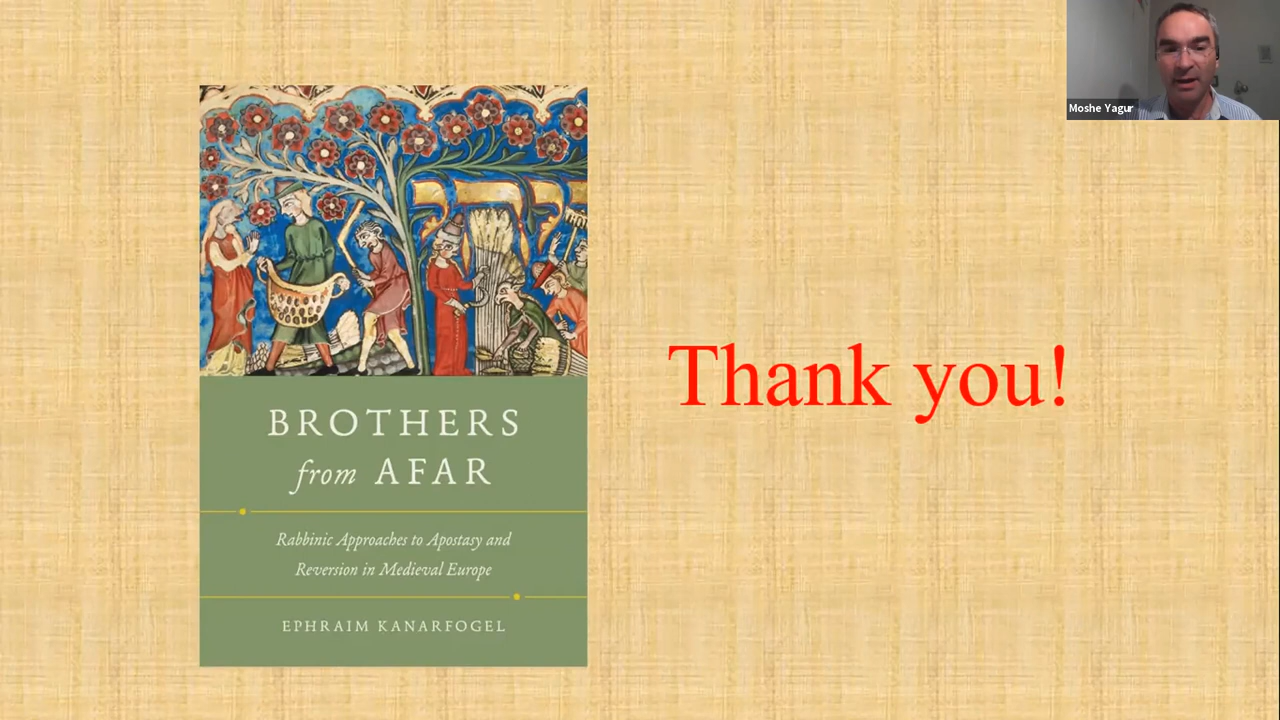 Moshe Yagur
BROTHERS
from AFAR
Rabbinic Approaches to Apostasy and
Reversion in Medieval Europe
EPHRAIM KANARFOGEL
Thank you!